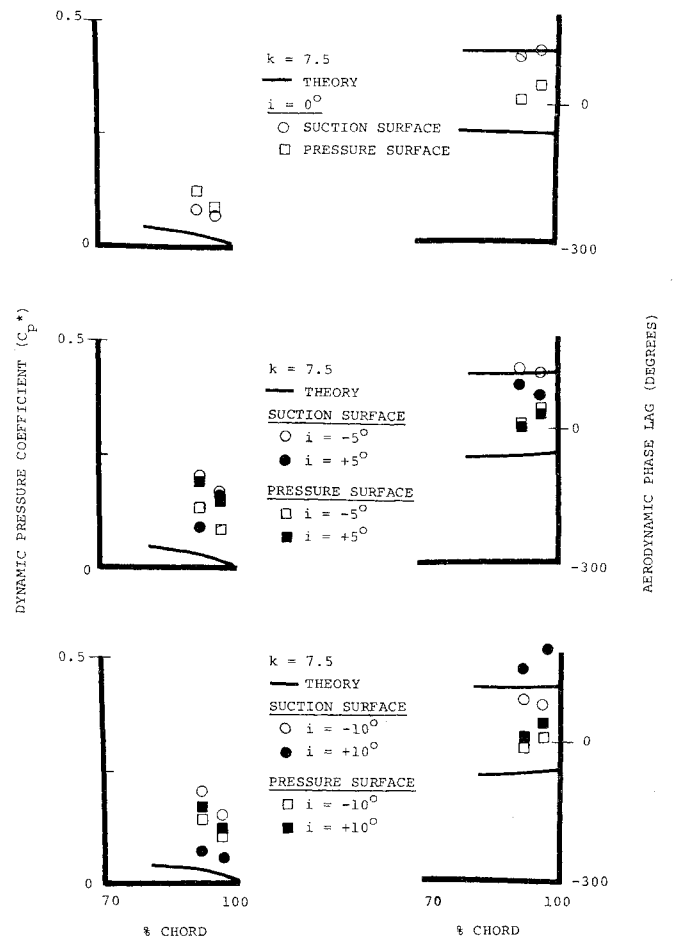 DYNAMIC PRESSURE COEFFICIENT (Cp*)
AERODYNAMIC PHASE LAG (DEGREES)
0.5
0
k = 7.5
THEORY
i = 0°
SUCTION SURFACE
PRESSURE SURFACE
0
-300
0.5
0
k = 7.5
THEORY
SUCTION SURFACE
i = -5°
i = +5°
PRESSURE SURFACE
i = -5°
i = +5°
0
-300
0.5
0
k = 7.5
THEORY
SUCTION SURFACE
i = -10°
i = +10°
PRESSURE SURFACE
i = -10°
i = +10°
0
-300
70 100
% CHORD
70 100
% CHORD